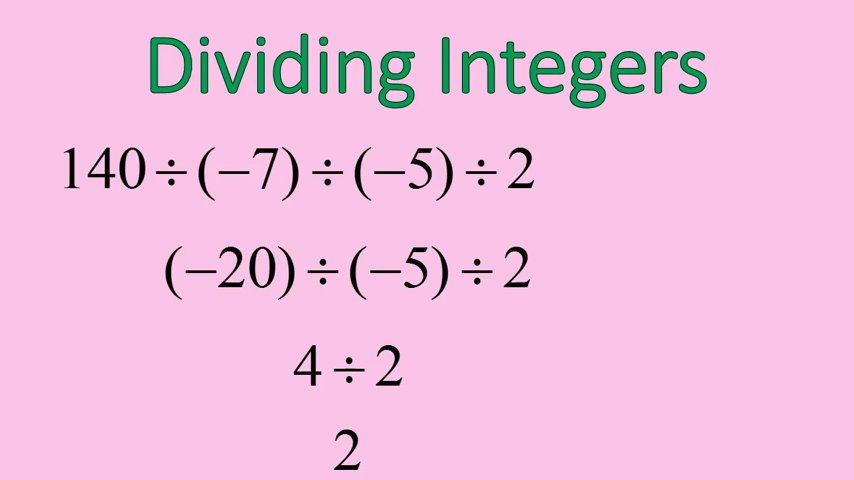 Dividing Integers
140 ÷ (−7) ÷ (−5) ÷ 2
(−20) ÷ (−5) ÷ 2
4 ÷ 2
2